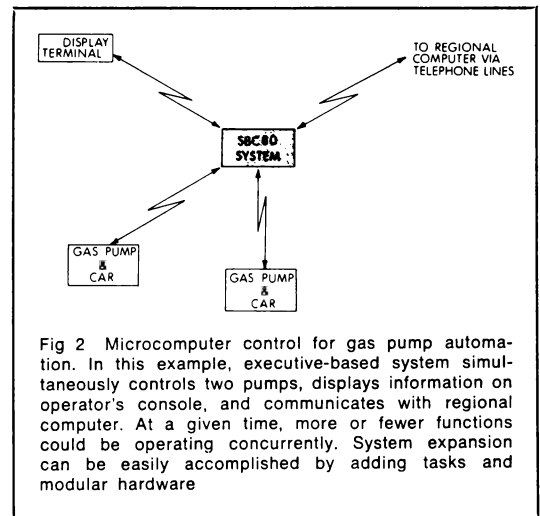 DISPLAY
TERMINAL
TO REGIONAL
COMPUTER VIA
TELEPHONE LINES
SBC 80
SYSTEM
GAS PUMP
&
CAR
GAS PUMP
&
CAR
Fig 2 Microcomputer control for gas pump automa-
tion. In this example, executive-based system simul-
taneously controls two pumps, displays information on
operator's console, and communicates with regional
computer. At a given time, more or fewer functions
could be operating concurrently. System expansion
can be easily accomplished by adding tasks and
modular hardware